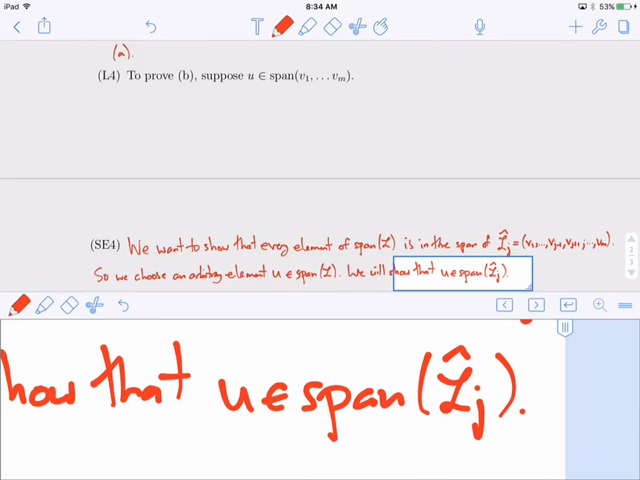 iPad 8:34 AM 53%
T
(a).
(L4) To prove (b), suppose u ∈ span(v₁, . . . vₘ).
(SE4) We want to show that every element of span(ℒ) is in the span of ℒ̂ⱼ = (v₁, ..., vⱼ₋₁, vⱼ₊₁, ..., vₘ).
So we choose an arbitrary element u ∈ span(ℒ). We will show that u ∈ span(ℒ̂ⱼ).
2
3
how that u ∈ span(ℒ̂ⱼ).